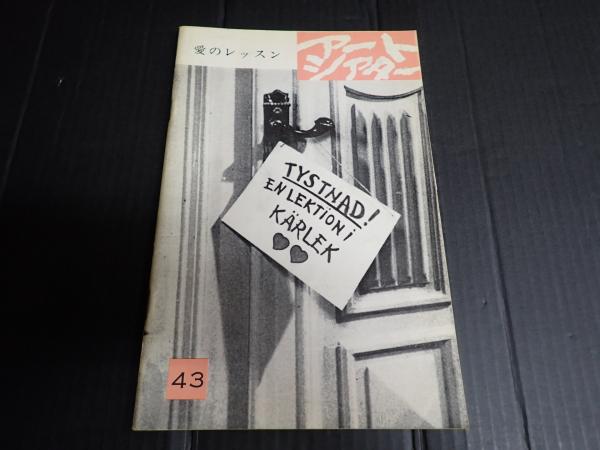 愛のレッスン
アート
シアター
TYSTNAD!
EN LEKTION i
KÄRLEK
43